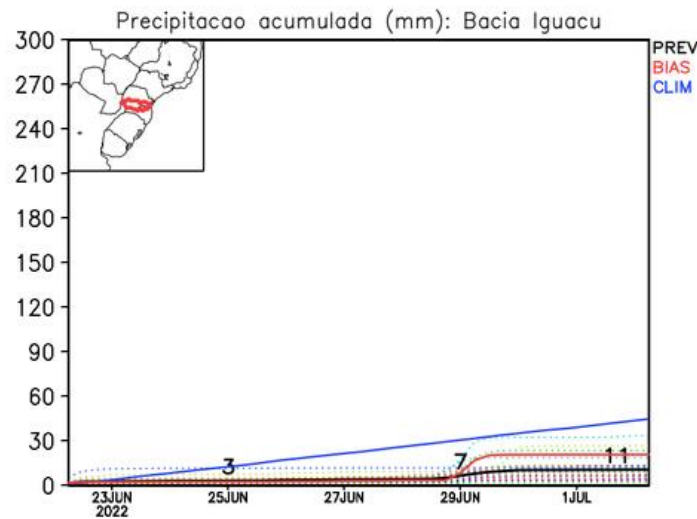 Precipitacao acumulada (mm): Bacia Iguacu
300
270
240
210
180
150
120
90
60
30
0
PREV
BIAS
CLIM
3
7
11
23JUN
2022
25JUN
27JUN
29JUN
1JUL